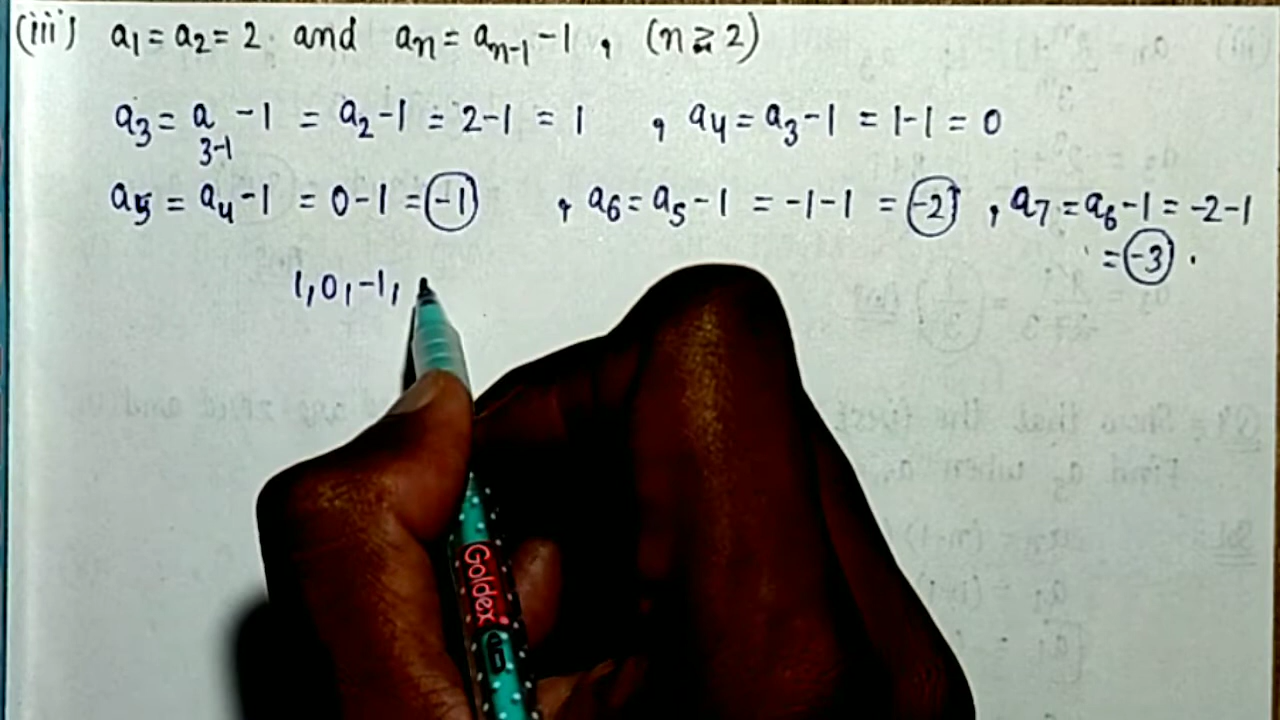 (iii) a₁ = a₂ = 2 and aₙ = aₙ₋₁ - 1 , (n ≥ 2)
a₃ = a₃₋₁ - 1 = a₂ - 1 = 2 - 1 = 1 , a₄ = a₃ - 1 = 1 - 1 = 0
a₅ = a₄ - 1 = 0 - 1 = -1 , a₆ = a₅ - 1 = -1 - 1 = -2 , a₇ = a₆ - 1 = -2 - 1
= -3 .
1, 0, -1,
Goldex